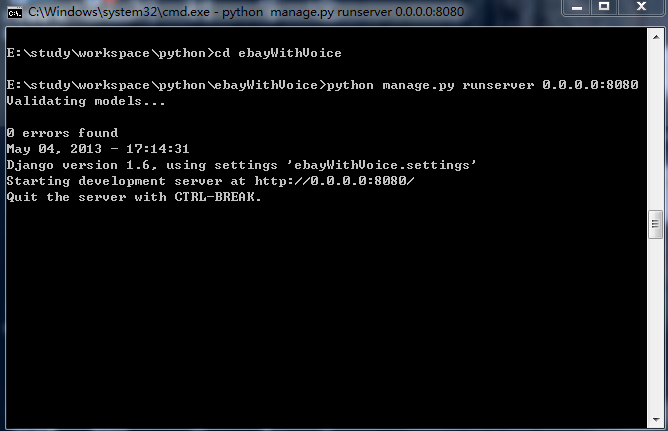 C:\Windows\system32\cmd.exe - python  manage.py runserver 0.0.0.0:8080
E:\study\workspace\python>cd ebayWithVoice
E:\study\workspace\python\ebayWithVoice>python manage.py runserver 0.0.0.0:8080
Validating models...
0 errors found
May 04, 2013 - 17:14:31
Django version 1.6, using settings 'ebayWithVoice.settings'
Starting development server at http://0.0.0.0:8080/
Quit the server with CTRL-BREAK.